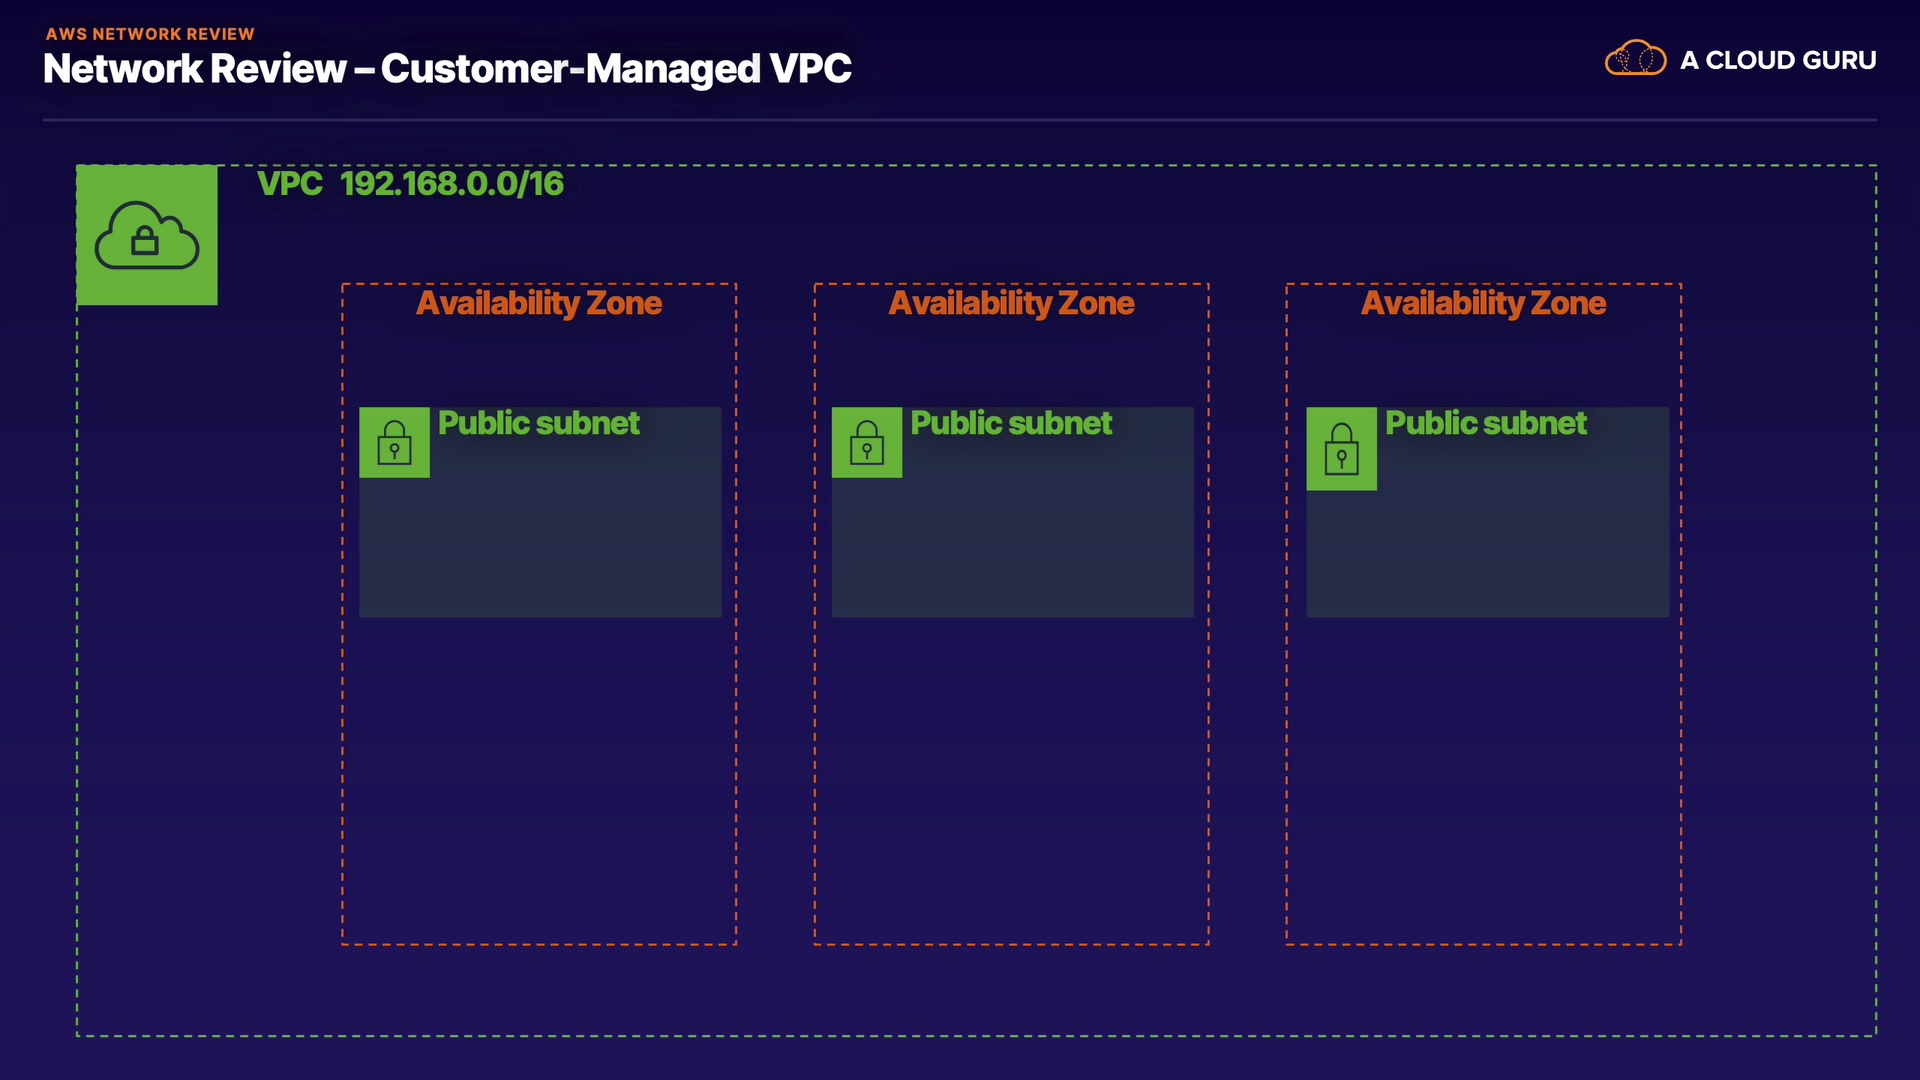 AWS NETWORK REVIEW
Network Review – Customer-Managed VPC
A CLOUD GURU
VPC 192.168.0.0/16
Availability Zone
Availability Zone
Availability Zone
Public subnet
Public subnet
Public subnet